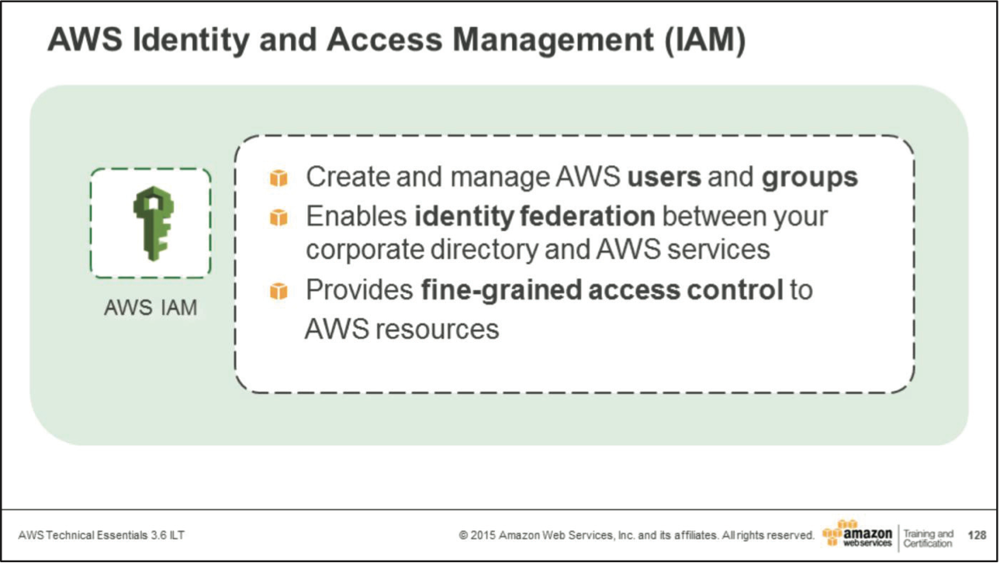 AWS Identity and Access Management (IAM)
AWS IAM
Create and manage AWS users and groups
Enables identity federation between your
corporate directory and AWS services
Provides fine-grained access control to
AWS resources
AWS Technical Essentials 3.6 ILT
© 2015 Amazon Web Services, Inc. and its affiliates. All rights reserved.
amazon
web services
Training and
Certification
128